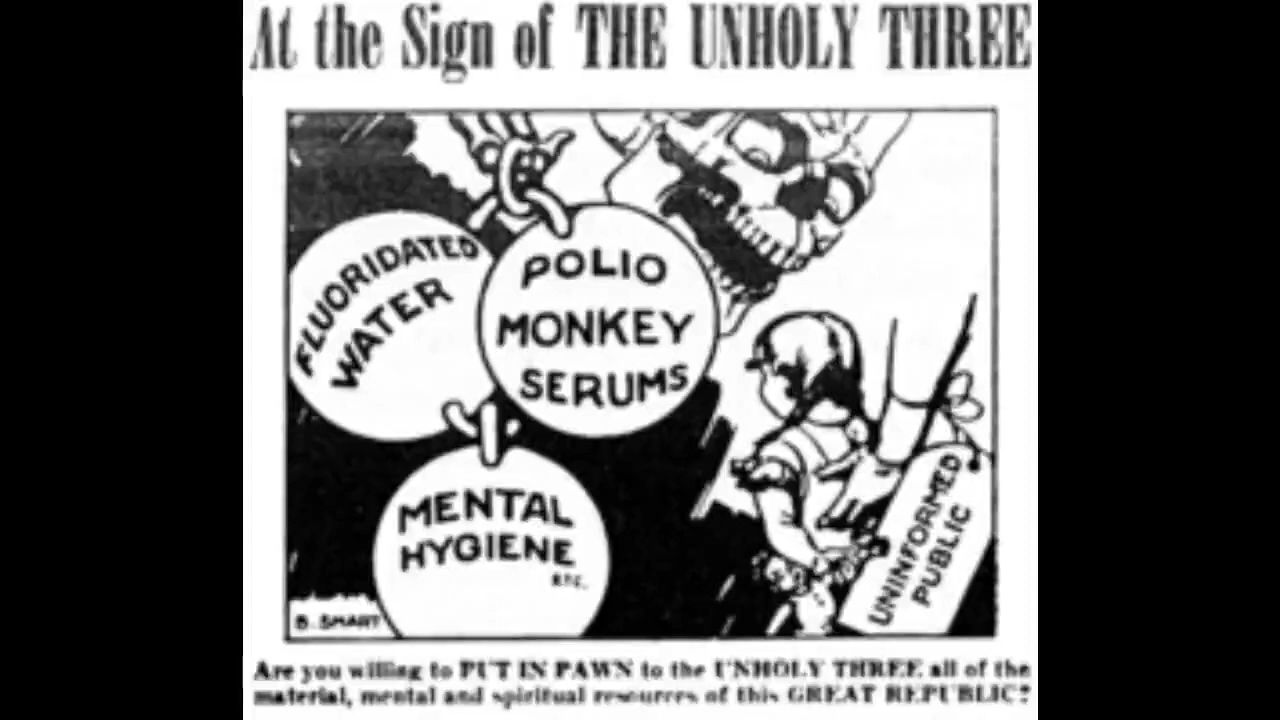 At the Sign of THE UNHOLY THREE
FLUORIDATED
WATER
POLIO
MONKEY
SERUMS
MENTAL
HYGIENE
ETC.
UNINFORMED
PUBLIC
B. SMART
Are you willing to PUT IN PAWN to the UNHOLY THREE all of the
material, mental and spiritual resources of this GREAT REPUBLIC?